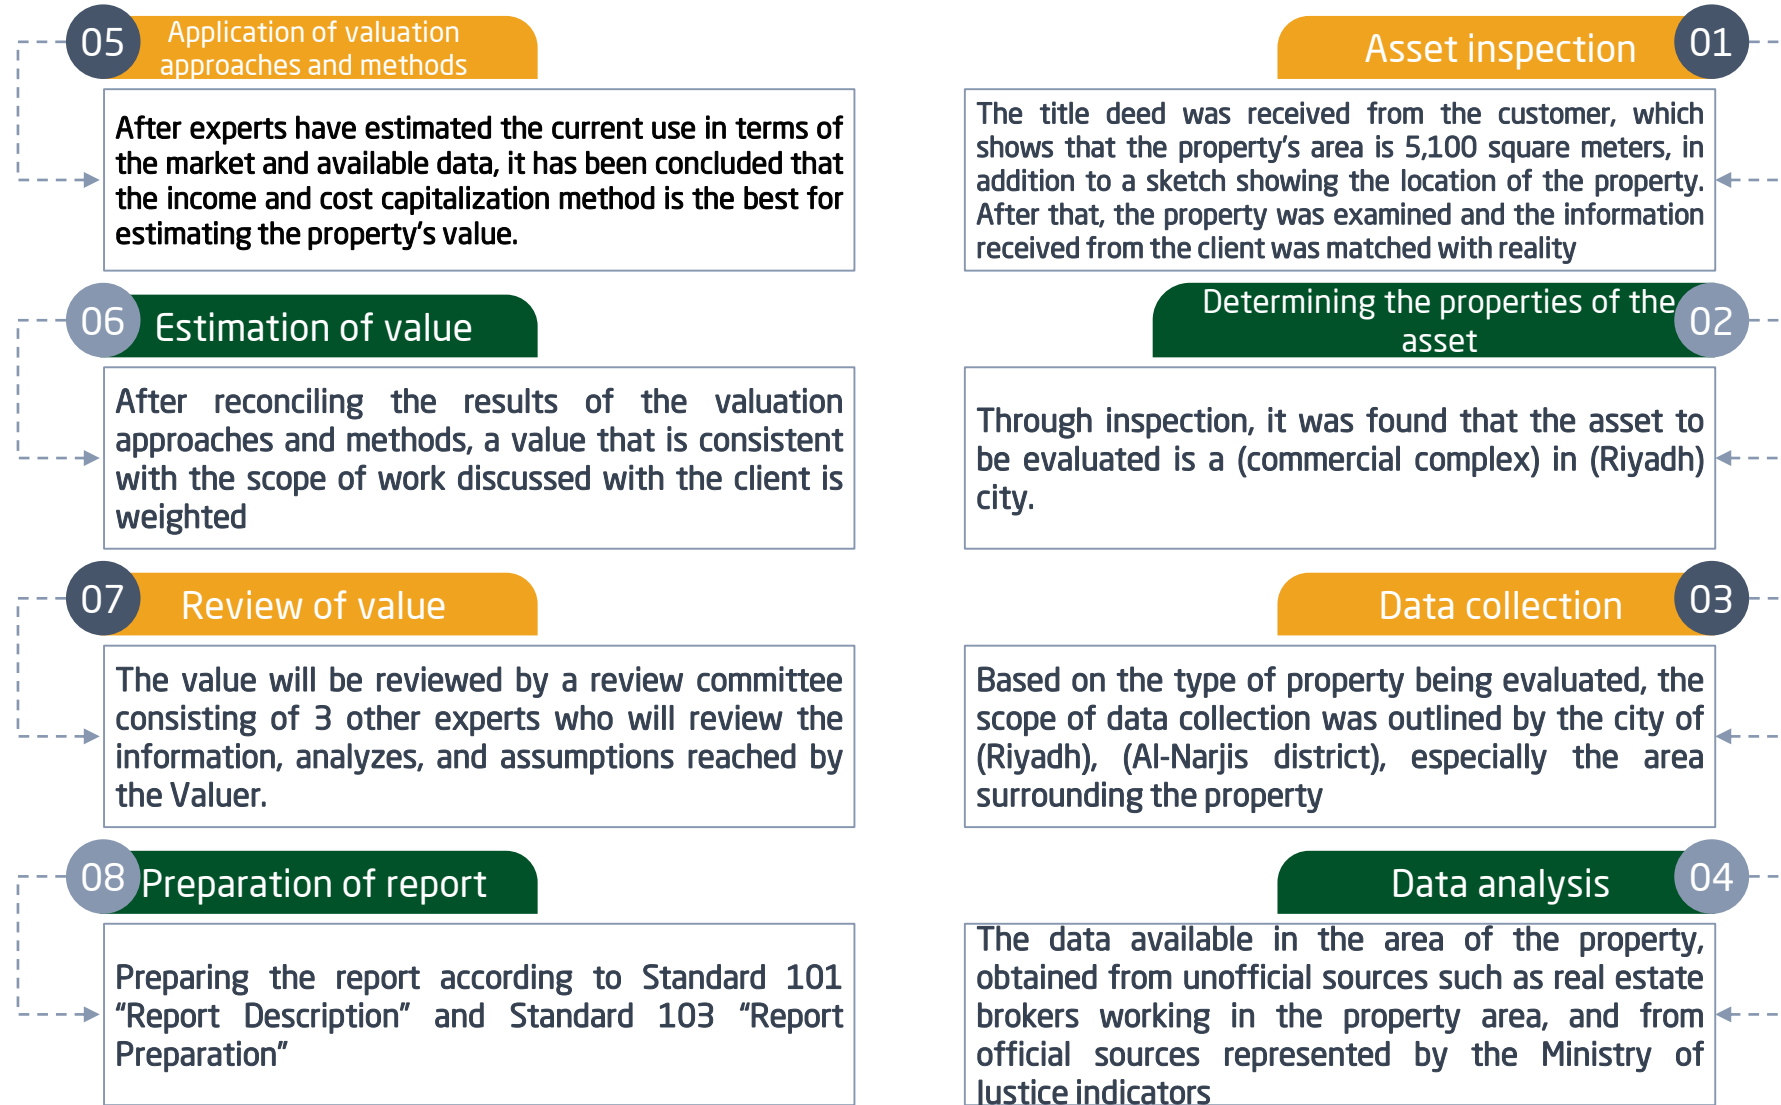 01
Asset inspection
The title deed was received from the customer, which
shows that the property's area is 5,100 square meters, in
addition to a sketch showing the location of the property.
After that, the property was examined and the information
received from the client was matched with reality
02
Determining the properties of the
asset
Through inspection, it was found that the asset to
be evaluated is a (commercial complex) in (Riyadh)
city.
03
Data collection
Based on the type of property being evaluated, the
scope of data collection was outlined by the city of
(Riyadh), (Al-Narjis district), especially the area
surrounding the property
04
Data analysis
The data available in the area of the property,
obtained from unofficial sources such as real estate
brokers working in the property area, and from
official sources represented by the Ministry of
Justice indicators
05
Application of valuation
approaches and methods
After experts have estimated the current use in terms of
the market and available data, it has been concluded that
the income and cost capitalization method is the best for
estimating the property's value.
06
Estimation of value
After reconciling the results of the valuation
approaches and methods, a value that is consistent
with the scope of work discussed with the client is
weighted
07
Review of value
The value will be reviewed by a review committee
consisting of 3 other experts who will review the
information, analyzes, and assumptions reached by
the Valuer.
08
Preparation of report
Preparing the report according to Standard 101
“Report Description” and Standard 103 “Report
Preparation”